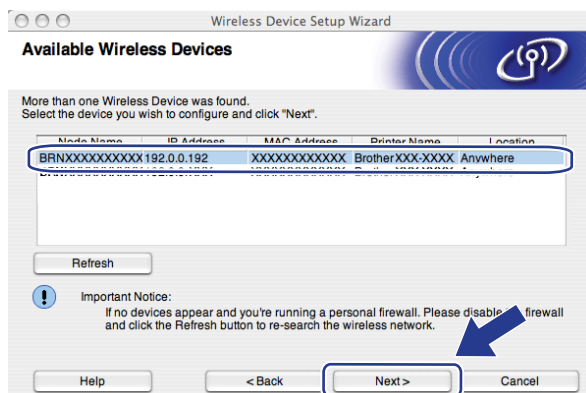 Wireless Device Setup Wizard
Available Wireless Devices
More than one Wireless Device was found.
Select the device you wish to configure and click "Next".
Node Name IP Address MAC Address Printer Name Location
BRNXXXXXXXXXX 192.0.0.192 XXXXXXXXXXXX BrotherXXX-XXXX Anywhere
Refresh
Important Notice:
If no devices appear and you're running a personal firewall. Please disable firewall
and click the Refresh button to re-search the wireless network.
Help
< Back
Next >
Cancel